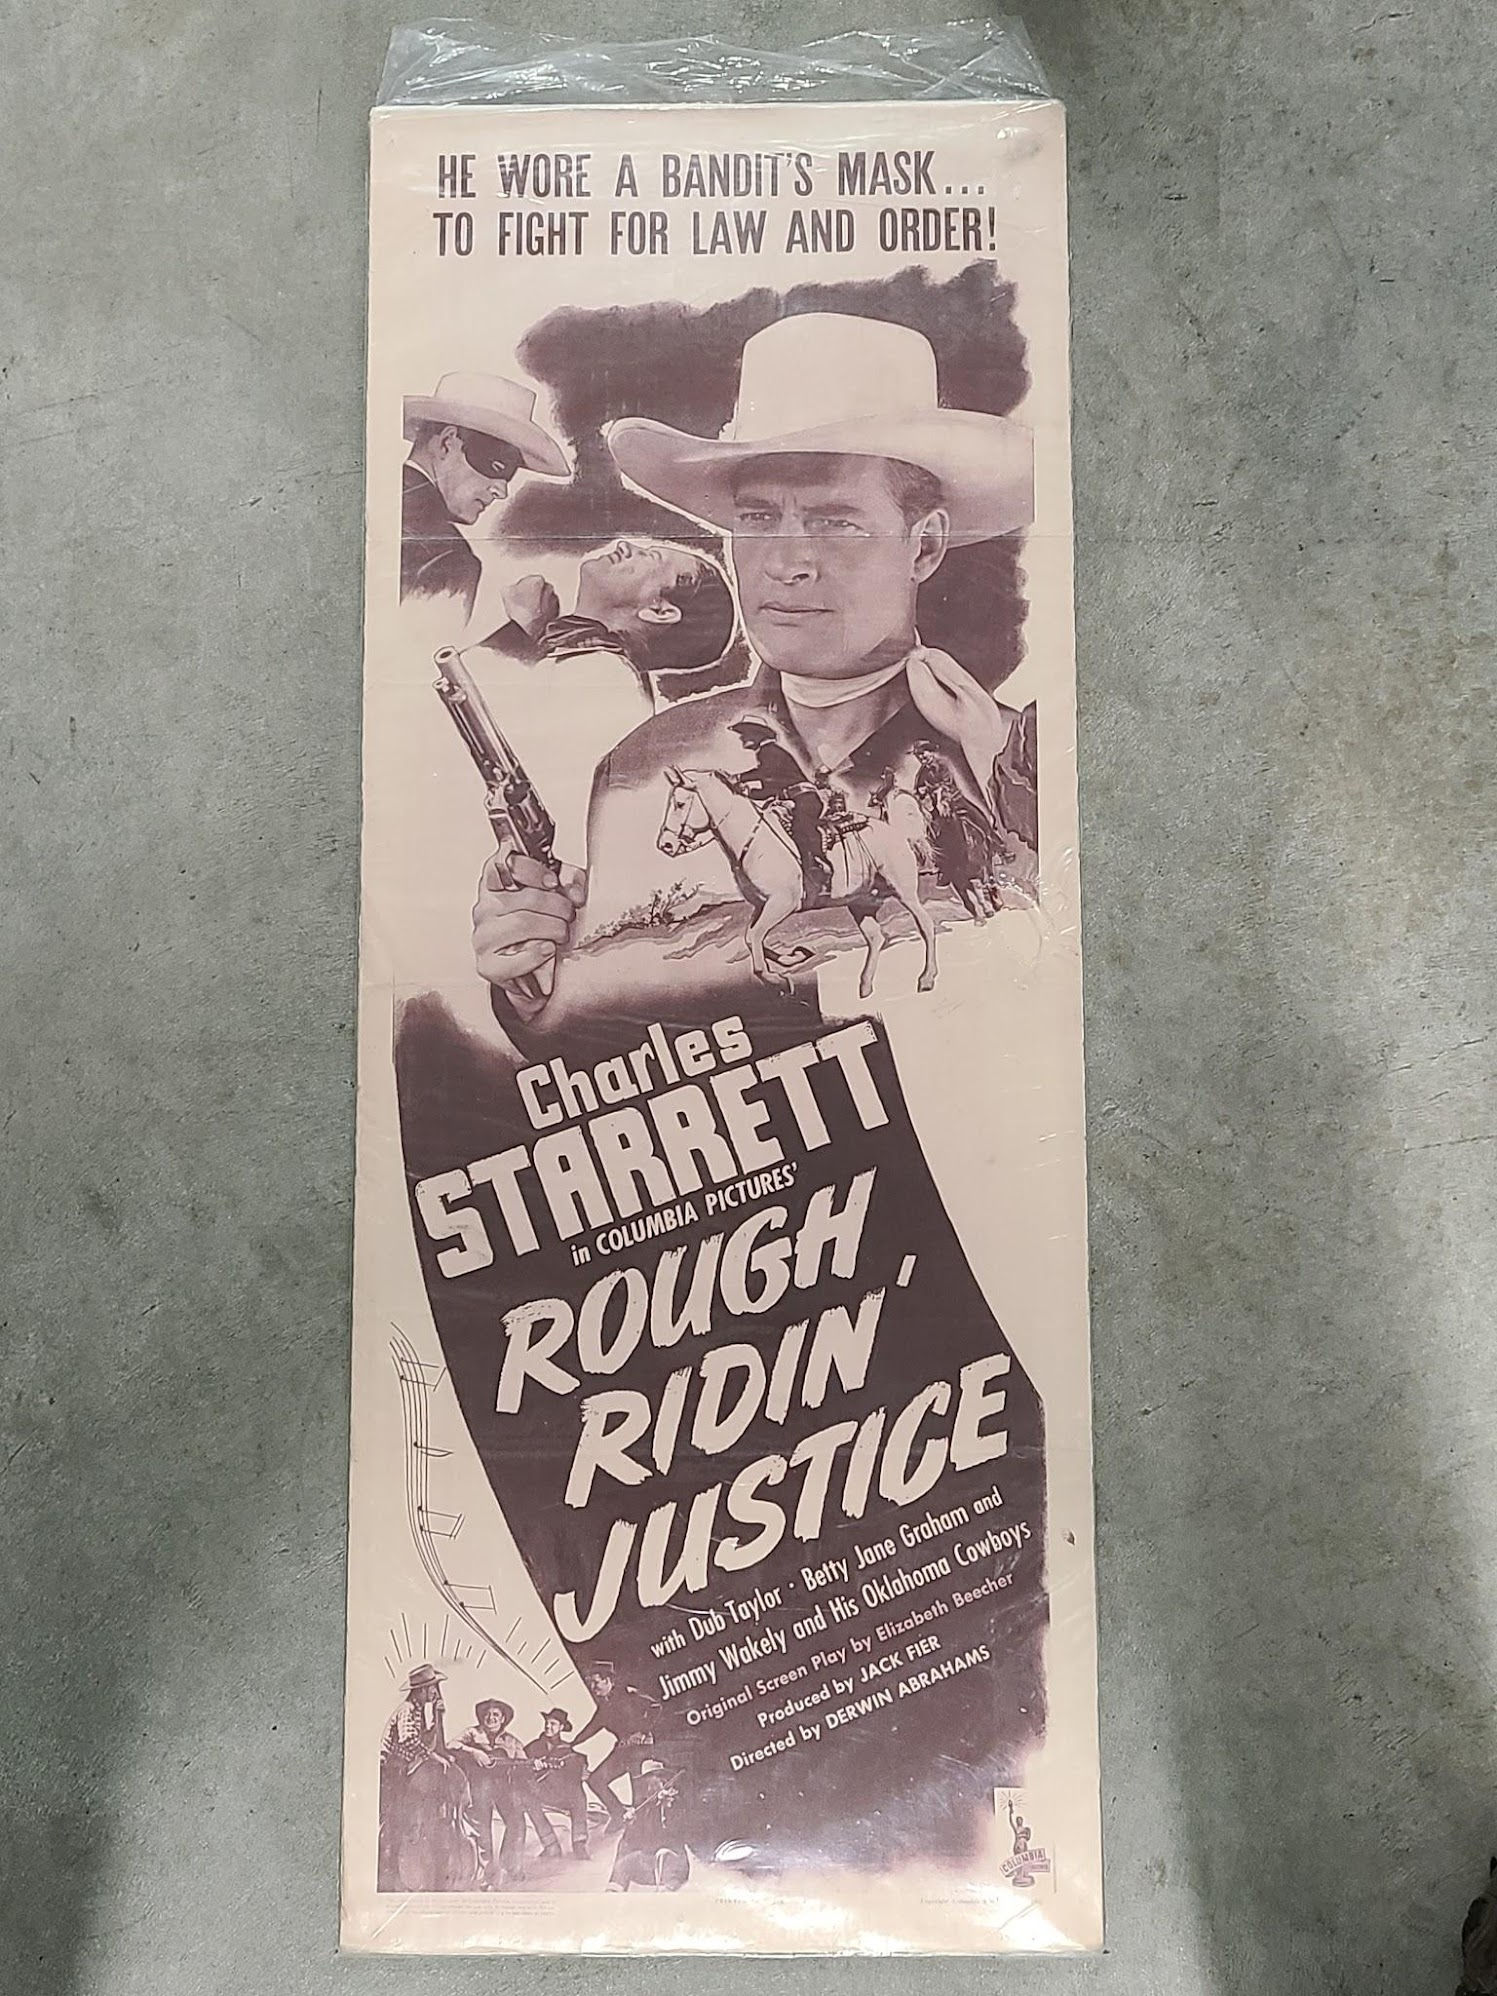 HE WORE A BANDIT'S MASK...
TO FIGHT FOR LAW AND ORDER!
Charles
STARRETT
in COLUMBIA PICTURES'
ROUGH
RIDIN'
JUSTICE
with Dub Taylor · Betty Jane Graham and
Jimmy Wakely and His Oklahoma Cowboys
Original Screen Play by Elizabeth Beecher
Produced by JACK FIER
Directed by DERWIN ABRAHAMS
COLUMBIA